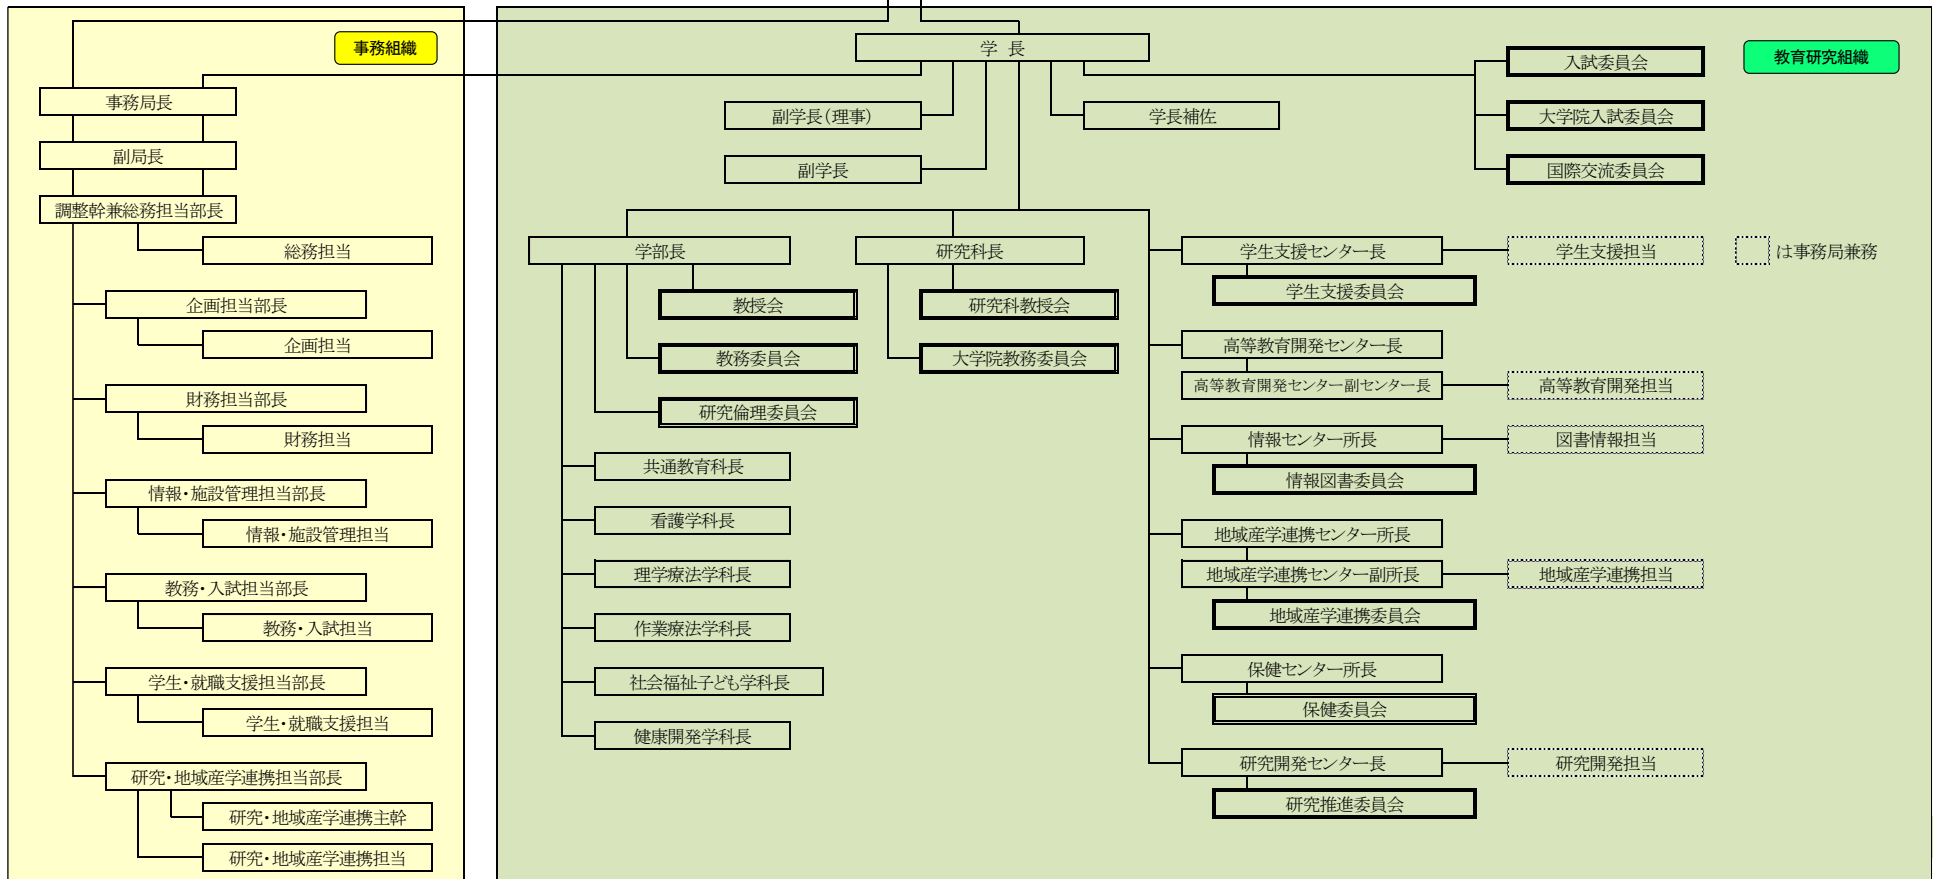 事務組織
事務局長
副局長
調整幹兼総務担当部長
総務担当
企画担当部長
企画担当
財務担当部長
財務担当
情報・施設管理担当部長
情報・施設管理担当
教務・入試担当部長
教務・入試担当
学生・就職支援担当部長
学生・就職支援担当
研究・地域産学連携担当部長
研究・地域産学連携主幹
研究・地域産学連携担当
教育研究組織
学 長
副学長(理事)
副学長
学長補佐
入試委員会
大学院入試委員会
国際交流委員会
学部長
教授会
教務委員会
研究倫理委員会
共通教育科長
看護学科長
理学療法学科長
作業療法学科長
社会福祉子ども学科長
健康開発学科長
研究科長
研究科教授会
大学院教務委員会
学生支援センター長
学生支援担当
学生支援委員会
高等教育開発センター長
高等教育開発センター副センター長
高等教育開発担当
情報センター所長
図書情報担当
情報図書委員会
地域産学連携センター所長
地域産学連携センター副所長
地域産学連携担当
地域産学連携委員会
保健センター所長
保健委員会
研究開発センター長
研究開発担当
研究推進委員会
は事務局兼務